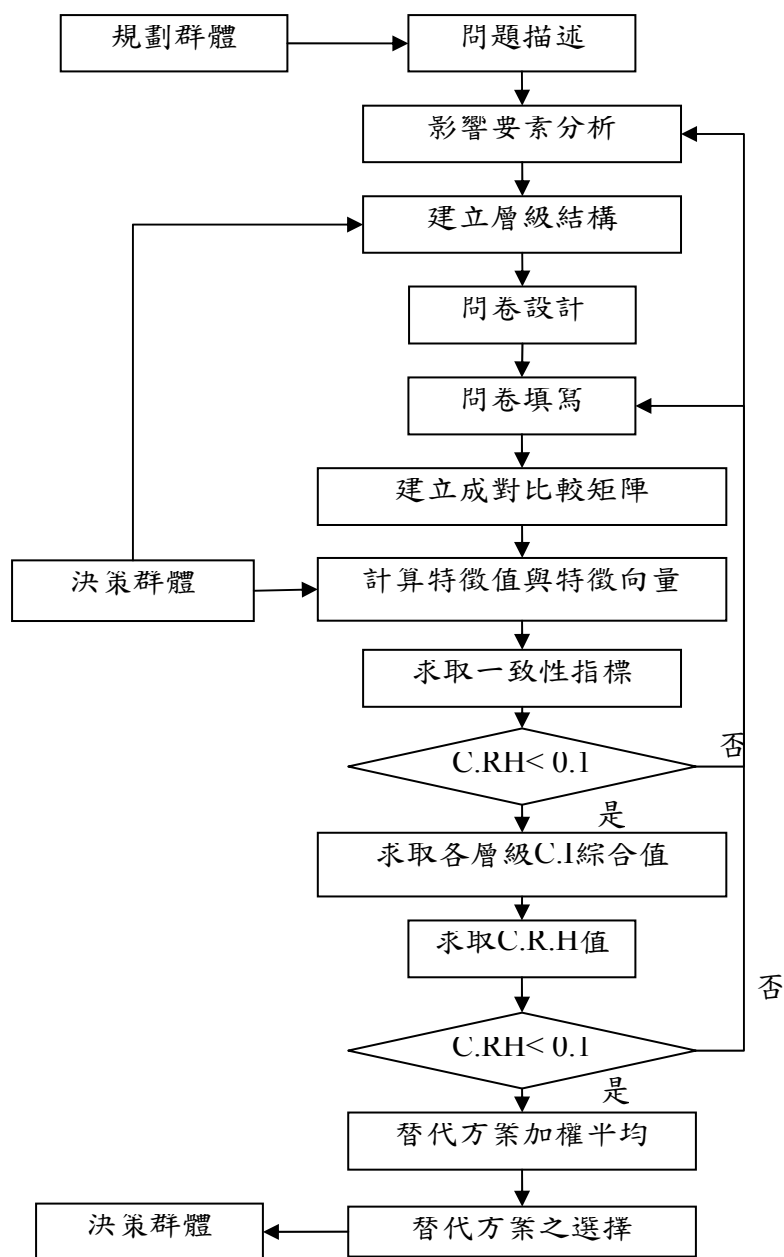 規劃群體
問題描述
影響要素分析
建立層級結構
問卷設計
問卷填寫
建立成對比較矩陣
決策群體
計算特徵值與特徵向量
求取一致性指標
C.RH< 0.1
否
是
求取各層級C.I綜合值
求取C.R.H值
否
C.RH< 0.1
是
替代方案加權平均
決策群體
替代方案之選擇